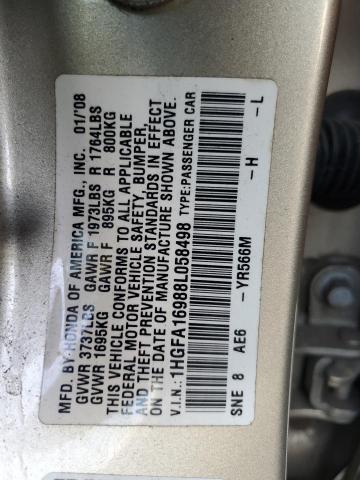 MFD. BY HONDA OF AMERICA MFG., INC. 01/'08
GVWR 3737LBS GAWR F 1973LBS R 1764LBS
GVWR 1695KG GAWR F 895KG R 800KG
THIS VEHICLE CONFORMS TO ALL APPLICABLE
FEDERAL MOTOR VEHICLE SAFETY, BUMPER,
AND THEFT PREVENTION STANDARDS IN EFFECT
ON THE DATE OF MANUFACTURE SHOWN ABOVE.
V.I.N.: 1HGFA16988L058498 TYPE:PASSENGER CAR
SNE 8 AE6 - YR566M - H - L